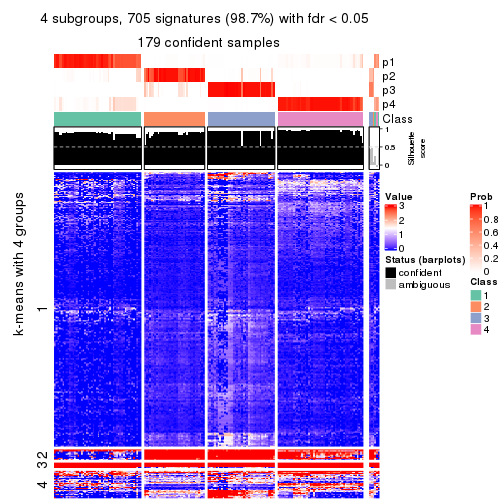 4 subgroups, 705 signatures (98.7%) with fdr < 0.05
179 confident samples
p1
p2
p3
p4
Class
1
0.5
0
Silhouette
score
k-means with 4 groups
1
2
3
4
Value
3
2
1
0
Status (barplots)
confident
ambiguous
Prob
1
0.8
0.6
0.4
0.2
0
Class
1
2
3
4